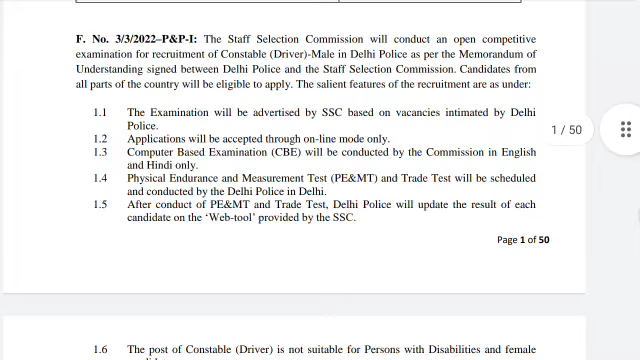 F. No. 3/3/2022–P&P-I: The Staff Selection Commission will conduct an open competitive
examination for recruitment of Constable (Driver)-Male in Delhi Police as per the Memorandum of
Understanding signed between Delhi Police and the Staff Selection Commission. Candidates from
all parts of the country will be eligible to apply. The salient features of the recruitment are as under:
1.1 The Examination will be advertised by SSC based on vacancies intimated by Delhi
Police.
1.2 Applications will be accepted through on-line mode only.
1.3 Computer Based Examination (CBE) will be conducted by the Commission in English
and Hindi only.
1.4 Physical Endurance and Measurement Test (PE&MT) and Trade Test will be scheduled
and conducted by the Delhi Police in Delhi.
1.5 After conduct of PE&MT and Trade Test, Delhi Police will update the result of each
candidate on the ‘Web-tool’ provided by the SSC.
1 / 50
Page 1 of 50
1.6 The post of Constable (Driver) is not suitable for Persons with Disabilities and female